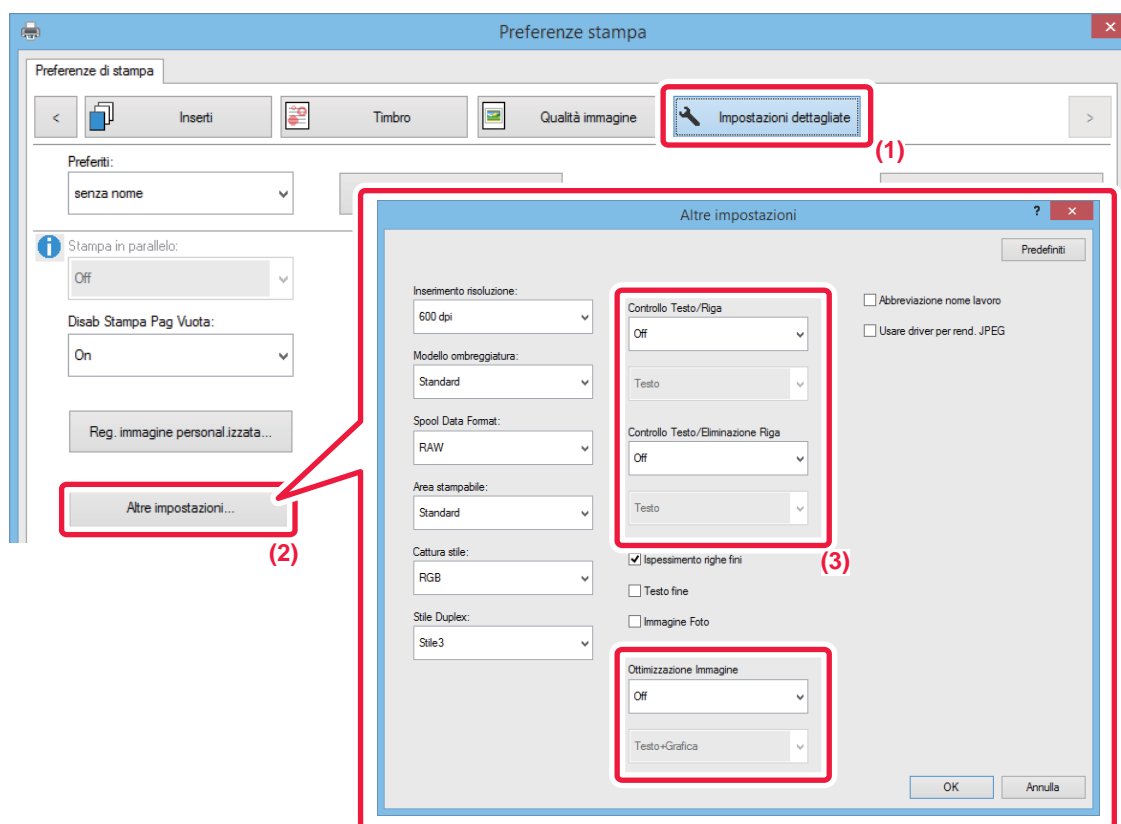 Preferenze stampa
Preferenze di stampa
<
Inserti
Timbro
Qualità immagine
Impostazioni dettagliate
>
(1)
Preferiti:
senza nome
Stampa in parallelo:
Off
Disab Stampa Pag Vuota:
On
Reg. immagine personal.izzata...
Altre impostazioni...
(2)
Altre impostazioni
?
Predefiniti
Inserimento risoluzione:
600 dpi
Modello ombreggiatura:
Standard
Spool Data Format:
RAW
Area stampabile:
Standard
Cattura stile:
RGB
Stile Duplex:
Stile3
Controllo Testo/Riga
Off
Testo
Controllo Testo/Eliminazione Riga
Off
Testo
(3)
Ispessimento righe fini
Testo fine
Immagine Foto
Ottimizzazione Immagine
Off
Testo+Grafica
Abbreviazione nome lavoro
Usare driver per rend. JPEG
OK
Annulla